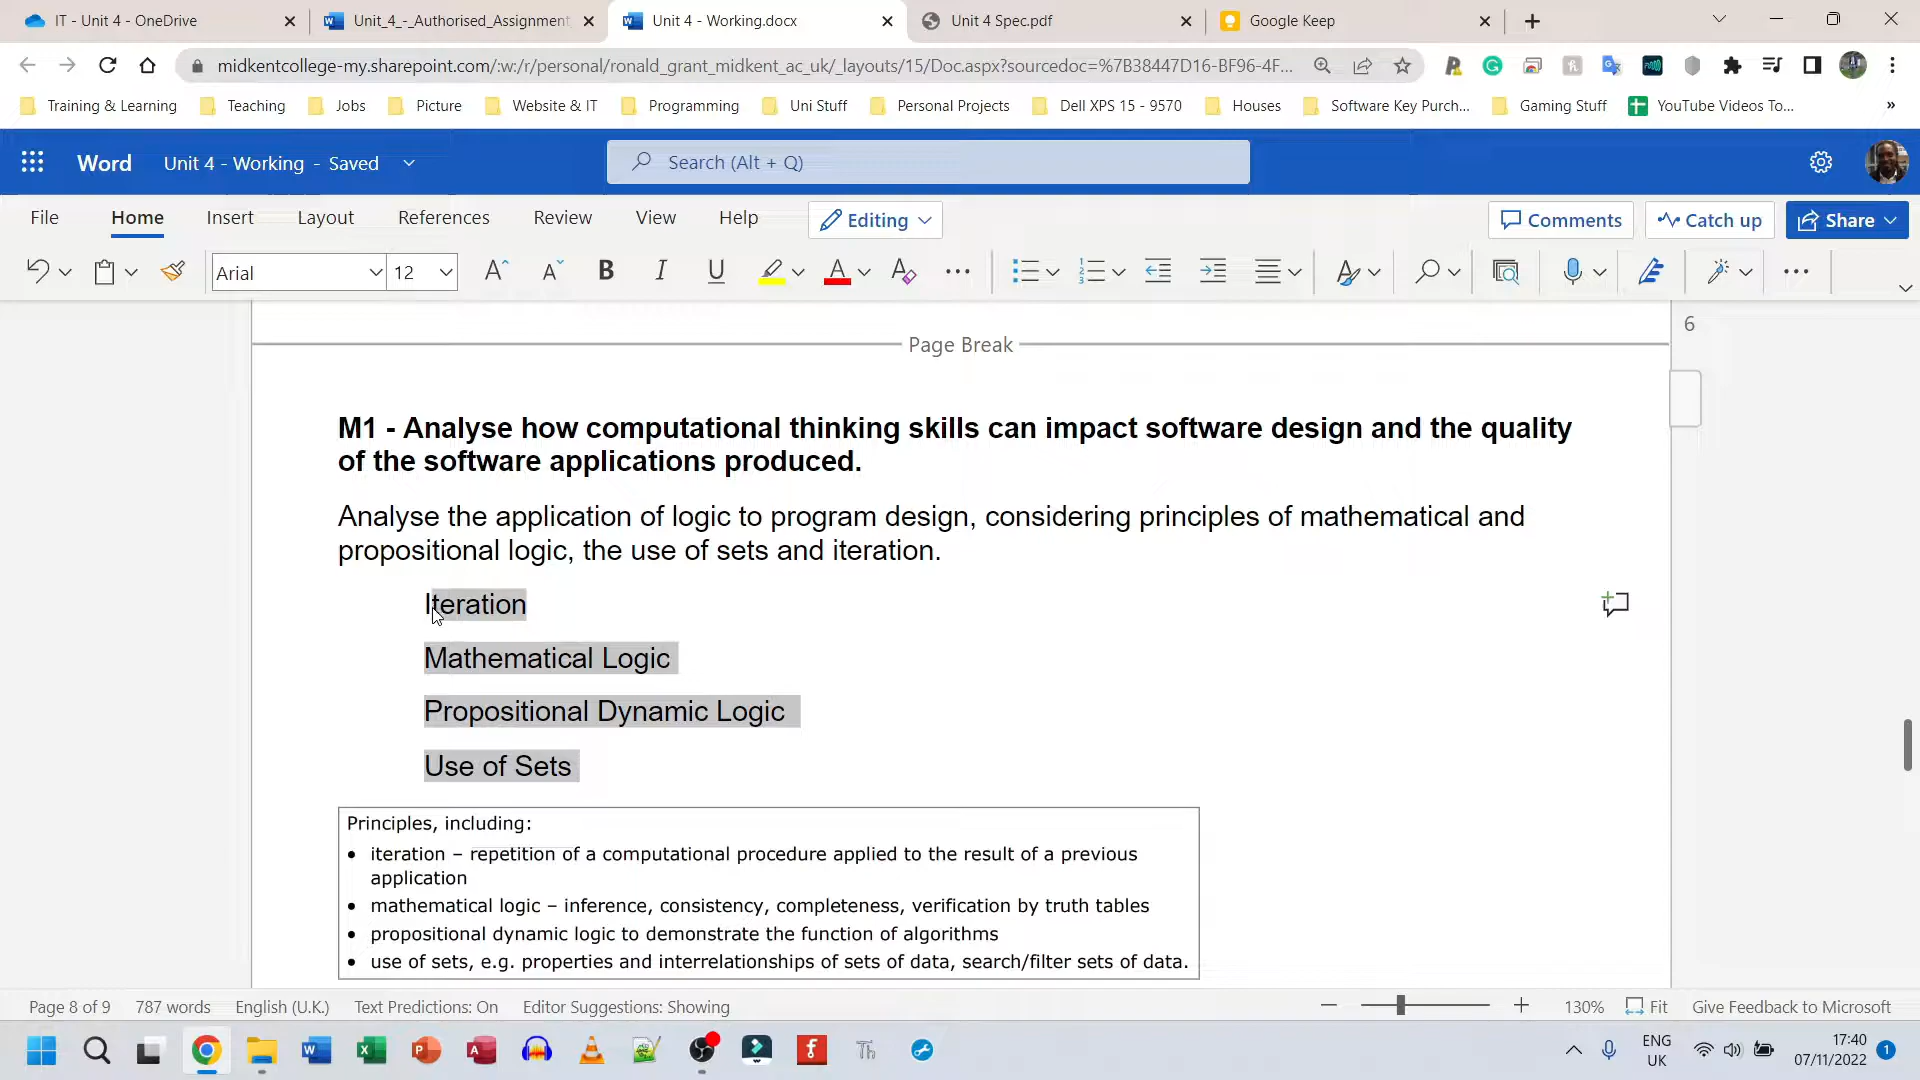 IT - Unit 4 - OneDrive
Unit_4_-_Authorised_Assignment
Unit 4 - Working.docx
Unit 4 Spec.pdf
Google Keep
midkentcollege-my.sharepoint.com/:w:/r/personal/ronald_grant_midkent_ac_uk/_layouts/15/Doc.aspx?sourcedoc=%7B38447D16-BF96-4F...
Training & Learning
Teaching
Jobs
Picture
Website & IT
Programming
Uni Stuff
Personal Projects
Dell XPS 15 - 9570
Houses
Software Key Purch...
Gaming Stuff
YouTube Videos To...
»
Word
Unit 4 - Working - Saved
Search (Alt + Q)
File
Home
Insert
Layout
References
Review
View
Help
Editing
Comments
Catch up
Share
Arial
12
6
Page Break
M1 - Analyse how computational thinking skills can impact software design and the quality
of the software applications produced.
Analyse the application of logic to program design, considering principles of mathematical and
propositional logic, the use of sets and iteration.
Iteration
Mathematical Logic
Propositional Dynamic Logic
Use of Sets
Principles, including:
• iteration – repetition of a computational procedure applied to the result of a previous
application
• mathematical logic – inference, consistency, completeness, verification by truth tables
• propositional dynamic logic to demonstrate the function of algorithms
• use of sets, e.g. properties and interrelationships of sets of data, search/filter sets of data.
Page 8 of 9
787 words
English (U.K.)
Text Predictions: On
Editor Suggestions: Showing
130%
Fit
Give Feedback to Microsoft
ENG
UK
17:40
07/11/2022
1